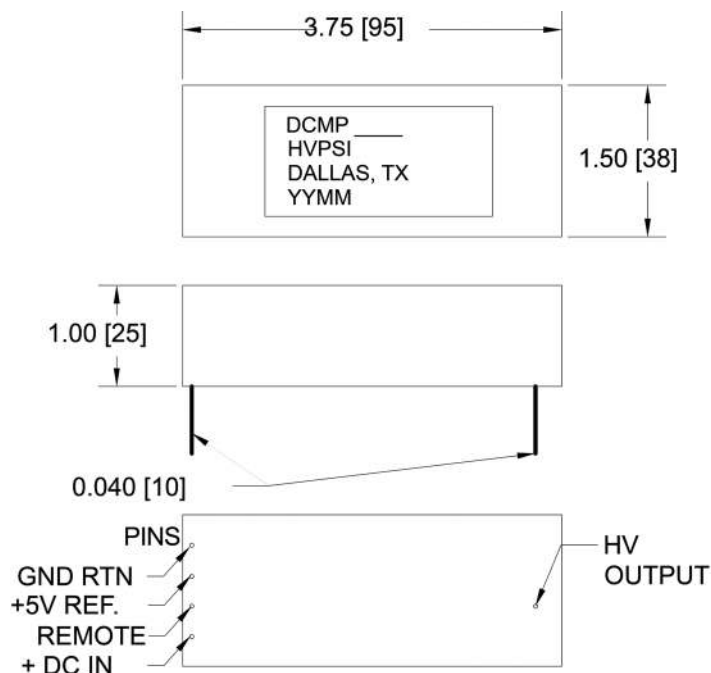 3.75 [95]
DCMP ____
HVPSI
DALLAS, TX
YYMM
1.50 [38]
1.00 [25]
0.040 [10]
PINS
GND RTN
+5V REF.
REMOTE
+ DC IN
HV
OUTPUT